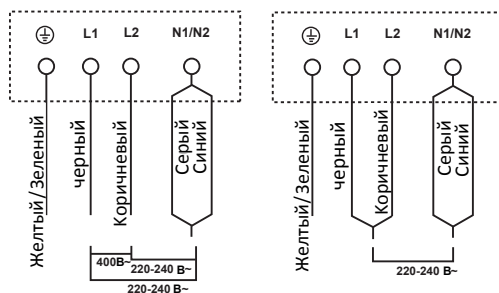 L1 L2 N1/N2
Желтый/Зеленый
черный
Коричневый
Серый
Синий
400В~
220-240 В~
220-240 В~
L1 L2 N1/N2
Желтый/Зеленый
черный
Коричневый
Серый
Синий
220-240 В~